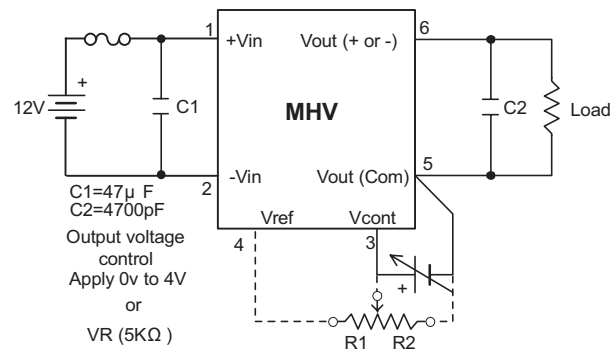 1
+Vin
Vout (+ or -)
6
+
12V
C1
MHV
C2
Load
2
-Vin
Vout (Com)
5
C1=47μ F
C2=4700pF
Vref
Vcont
4
3
Output voltage
control
Apply 0v to 4V
or
VR (5KΩ )
+
R1
R2